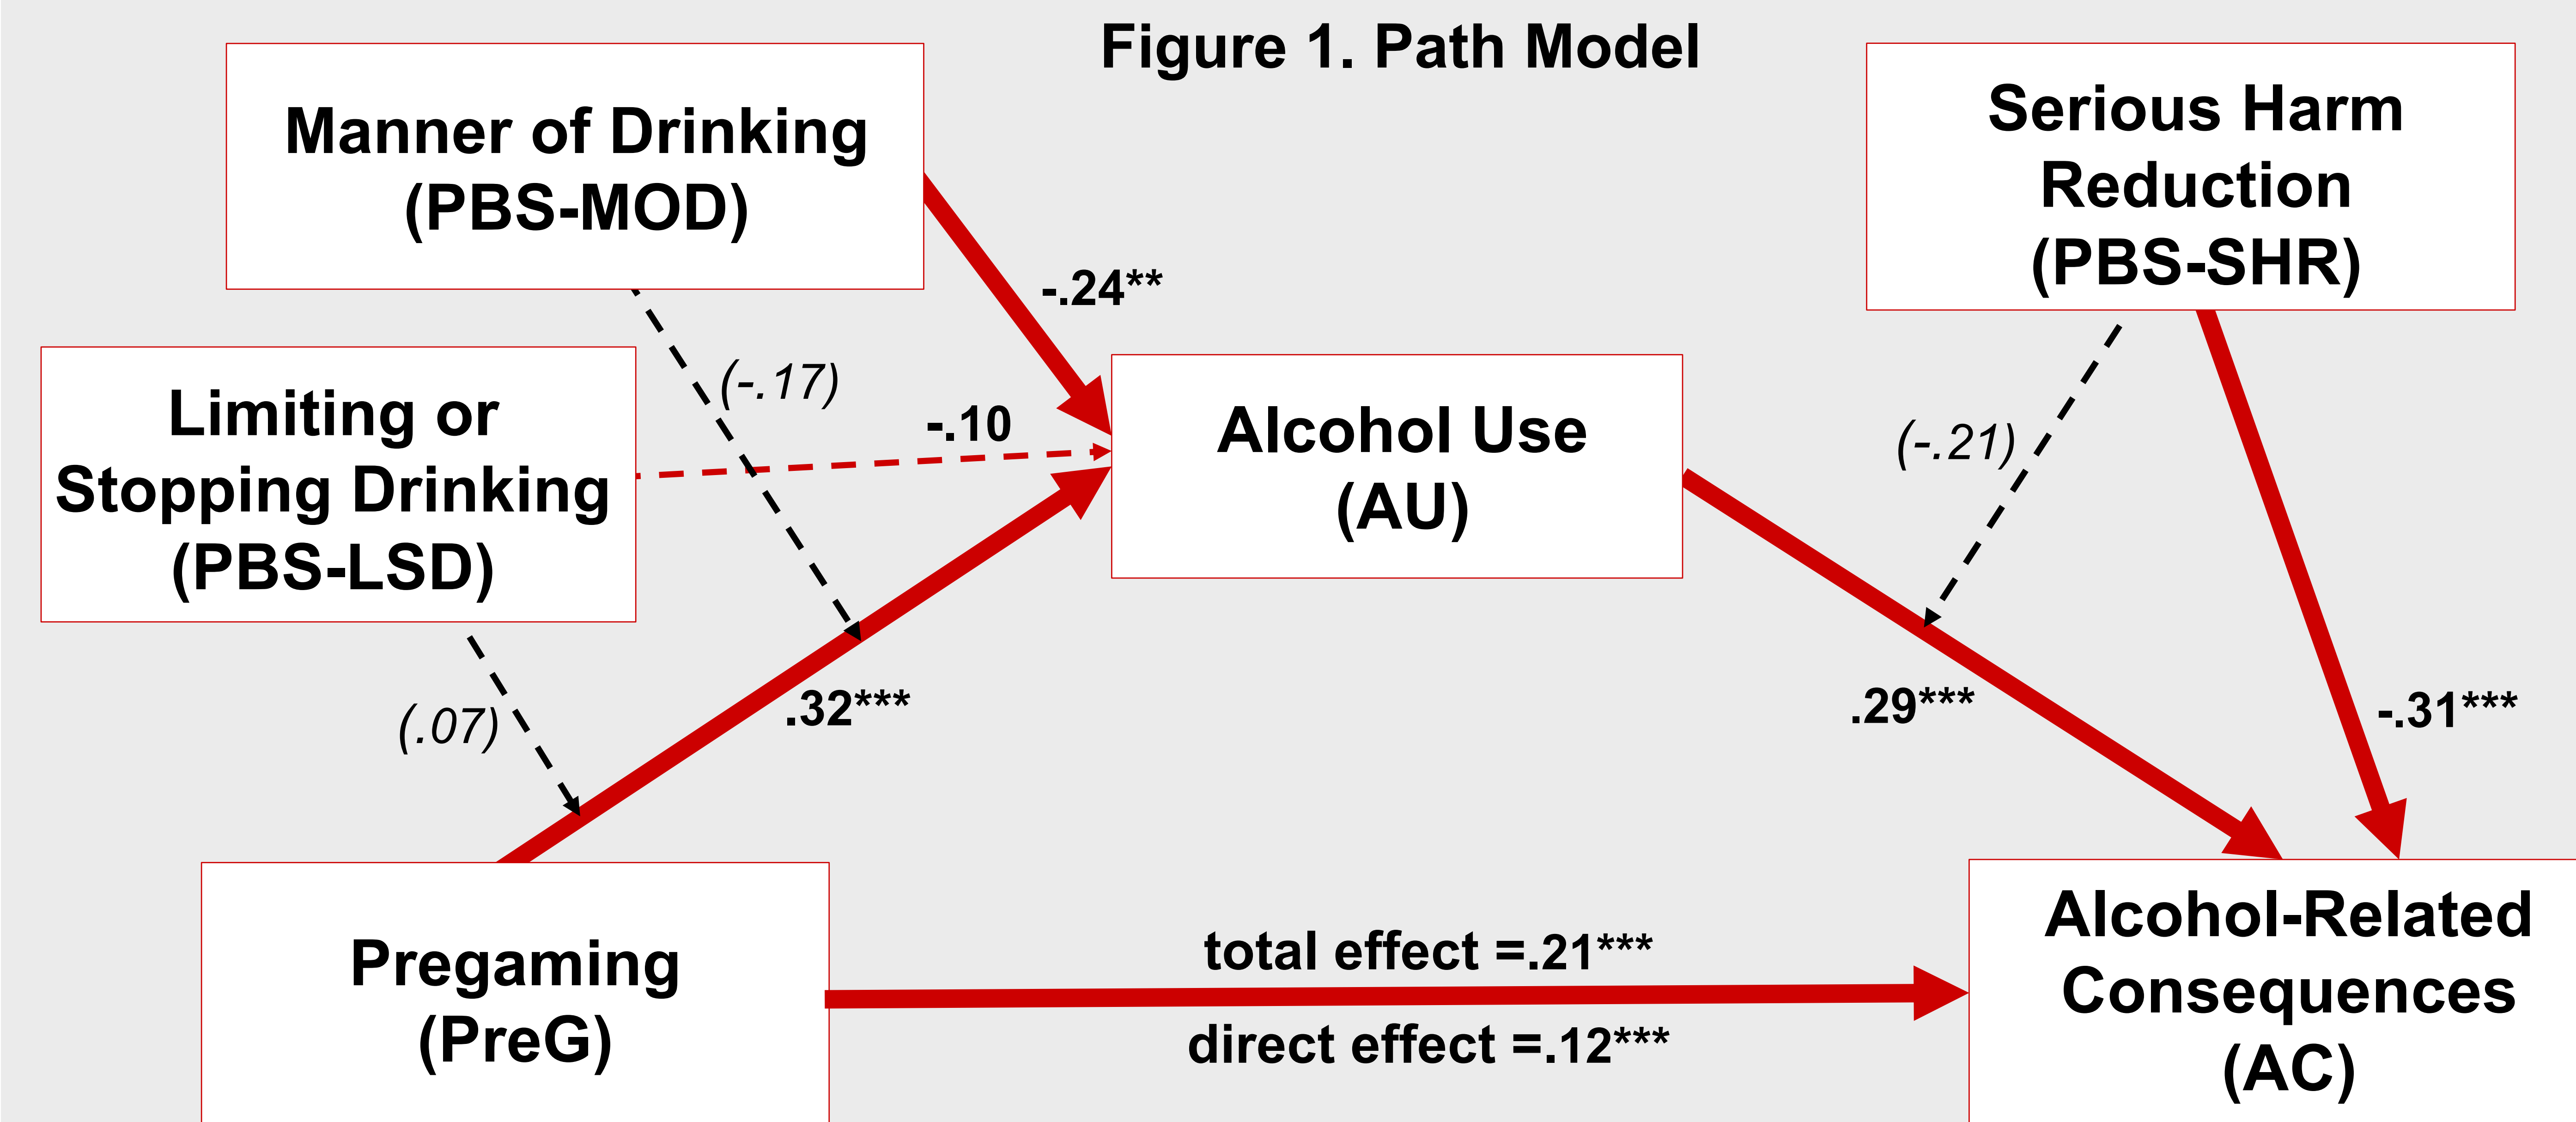 Figure 1. Path Model
Manner of Drinking
(PBS-MOD)
Serious Harm
Reduction
(PBS-SHR)
-.24**
(-.17)
Limiting or
Stopping Drinking
(PBS-LSD)
-.10
Alcohol Use
(AU)
(-.21)
(.07)
.32***
.29***
-.31***
Pregaming
(PreG)
total effect =.21***
direct effect =.12***
Alcohol-Related
Consequences
(AC)